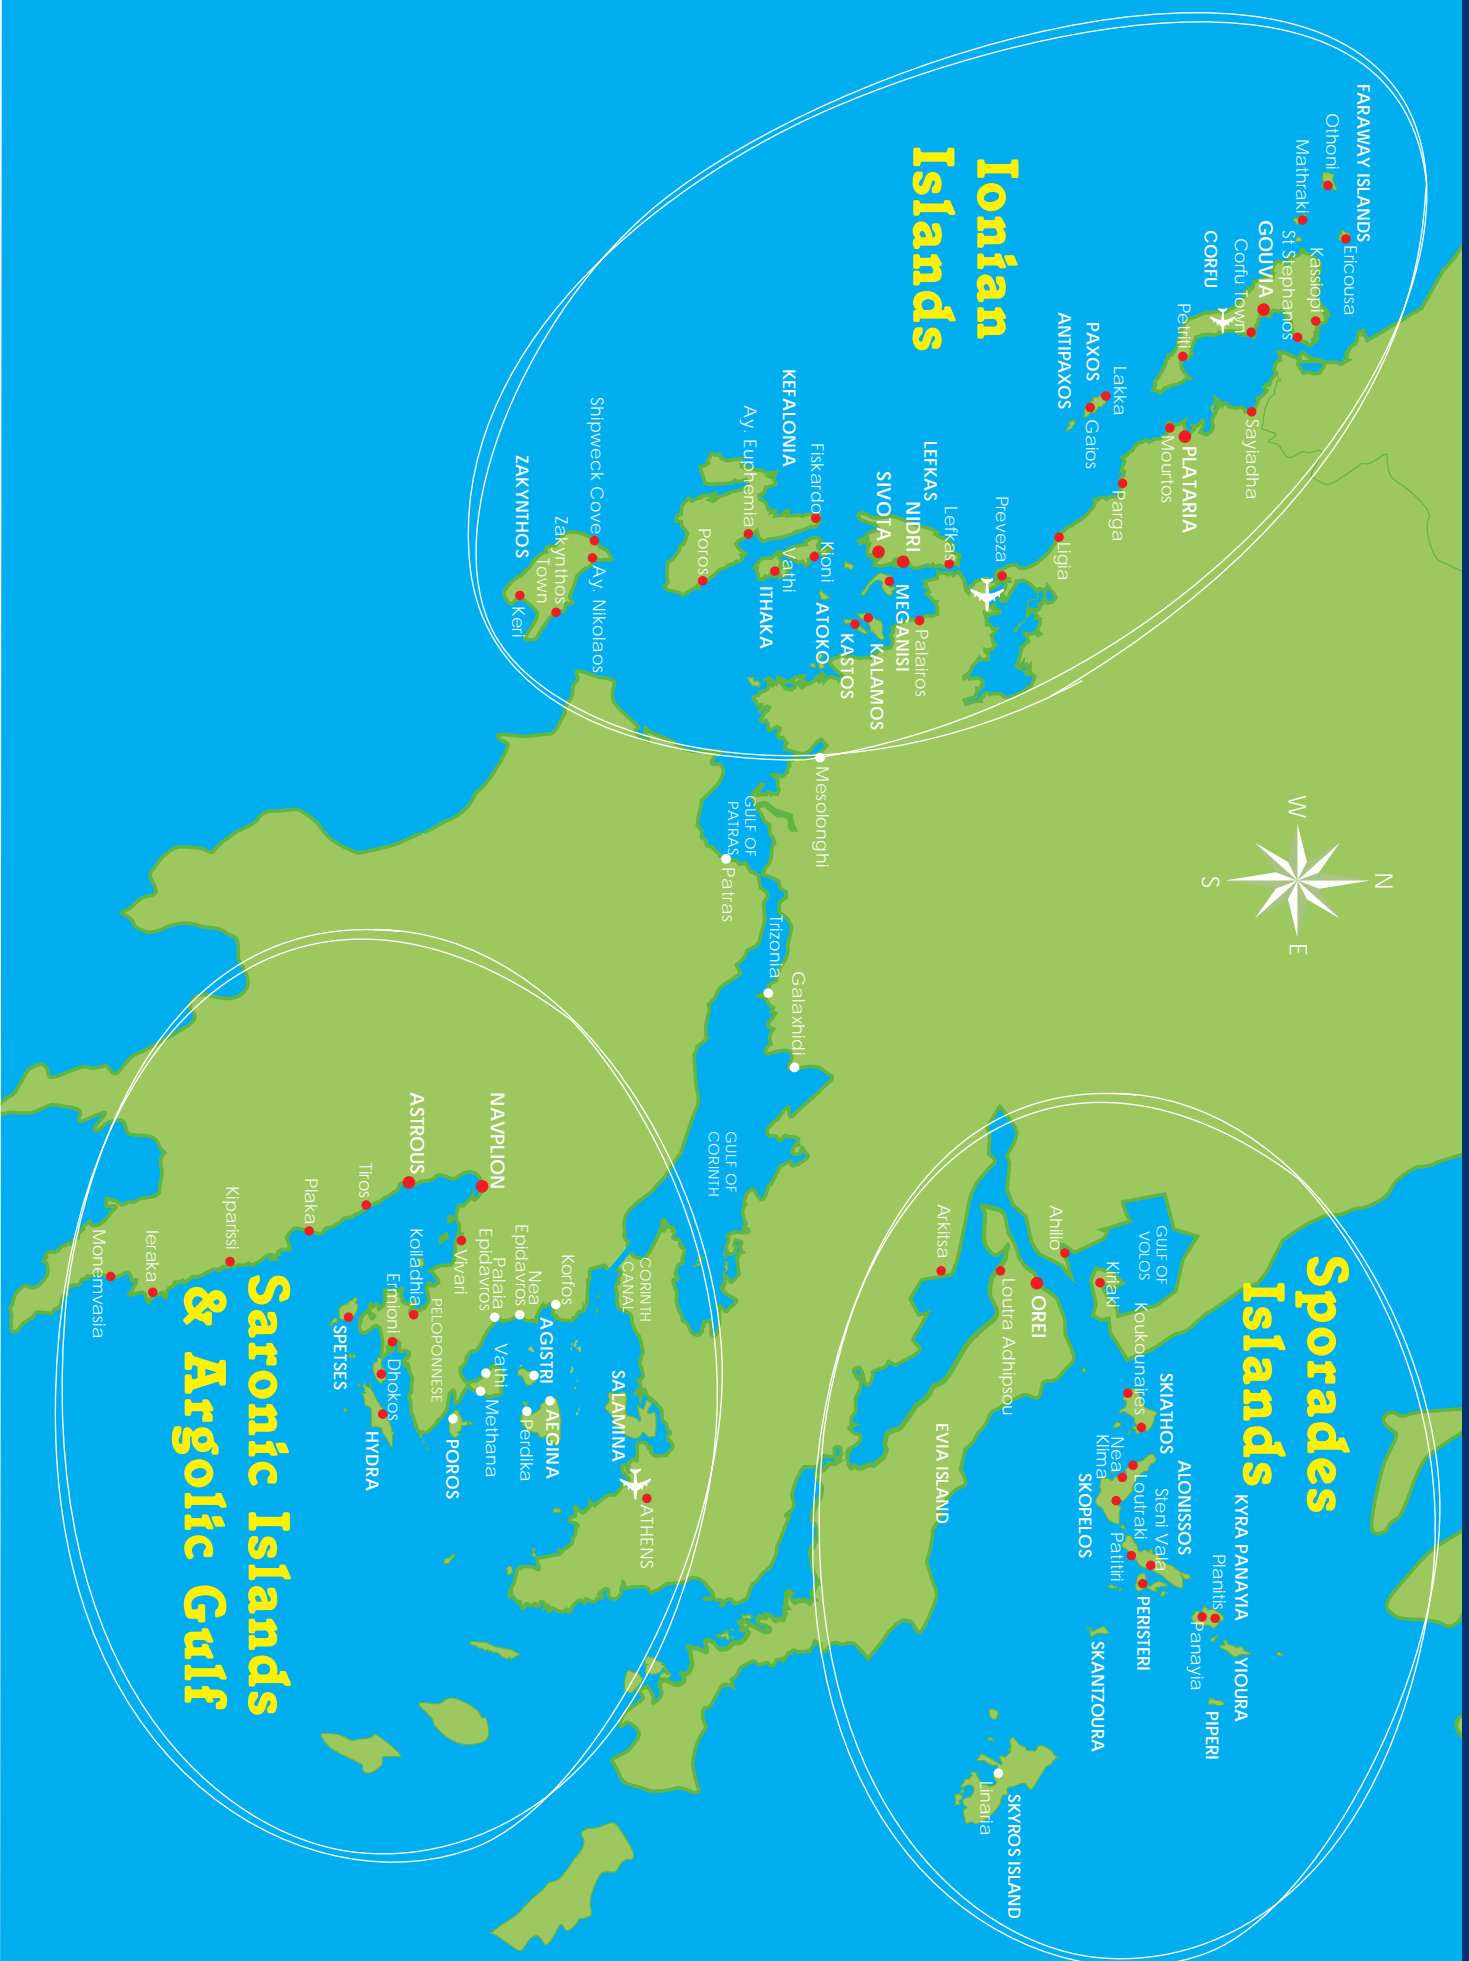 FARAWAY ISLANDS
Othoni
Ericousa
Mathraki
Kassiopi
St Stephanos
GOUVIA
Corfu Town
CORFU
Petriti
Ionian
Islands
PAXOS
ANTIPAXOS
Lakka
Gaios
Sayiadha
PLATARIA
Mourtos
Parga
Ligia
Preveza
LEFKAS
Lefkas
NIDRI
SIVOTA
Palairos
MEGANISI
KALAMOS
KASTOS
ATOKO
KEFALONIA
Fiskardo
Kioni
Ay. Euphemia
Vathi
ITHAKA
Poros
Shipweck Cove
Ay. Nikolaos
ZAKYNTHOS
Zakynthos
Town
Keri
Mesolonghi
GULF OF
PATRAS
Patras
Trizonia
Galaxhidi
GULF OF
CORINTH
N
W
E
S
Sporades
Islands
GULF OF
VOLOS
Ahilio
Kiriaki
Arkitsa
Loutra Adhipsou
OREI
Koukounaires
SKIATHOS
Nea
Klima
Loutraki
SKOPELOS
ALONISSOS
Steni Vala
Patitiri
PERISTERI
KYRA PANAYIA
Planitis
Panayia
YIOURA
PIPERI
SKANTZOURA
EVIA ISLAND
SKYROS ISLAND
Linaria
NAVPLION
ASTROUS
Tiros
Plaka
Kiparissi
Ieraka
Monemvasia
Vivari
Koiladhia
Ermioni
PELOPONNESE
Dhokos
SPETSES
HYDRA
CORINTH
CANAL
Korfos
Nea
Epidavros
Palaia
Epidavros
AGISTRI
AEGINA
Perdika
Vathi
Methana
POROS
SALAMINA
ATHENS
Saronic Islands
& Argolic Gulf